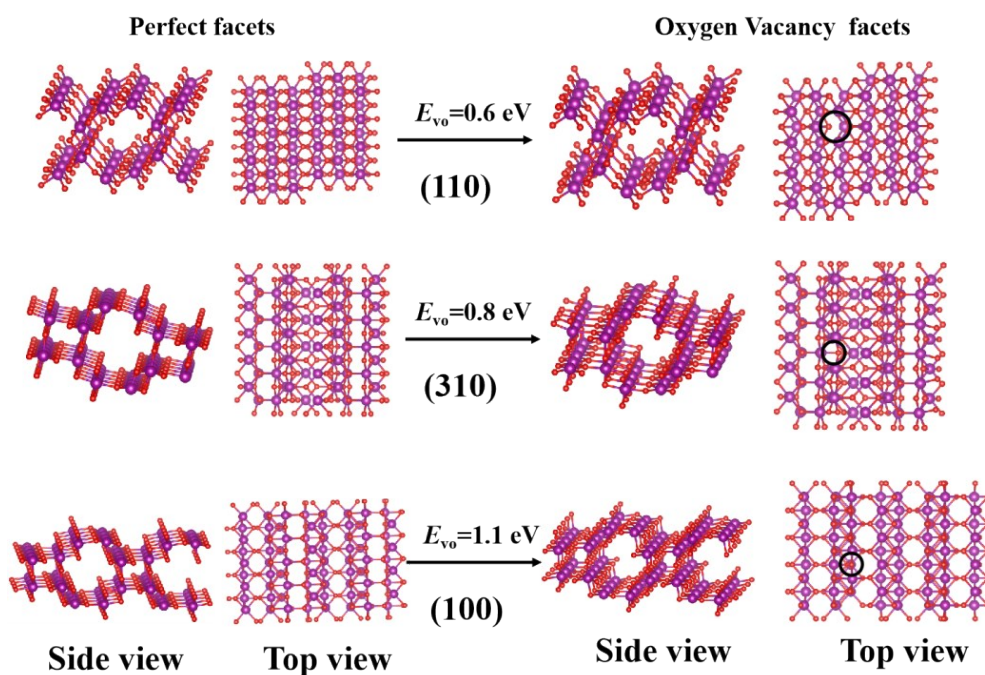 Perfect facets
Oxygen Vacancy facets
Evo=0.6 eV
(110)
Evo=0.8 eV
(310)
Evo=1.1 eV
(100)
Side view
Top view
Side view
Top view